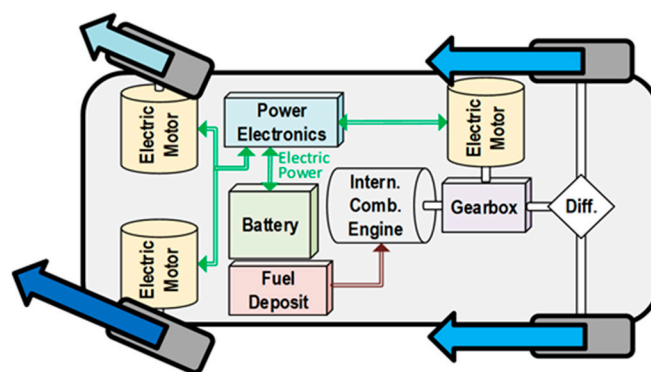 Electric
Motor
Power
Electronics
Electric
Motor
Electric
Power
Battery
Intern.
Comb.
Engine
Gearbox
Diff.
Electric
Motor
Fuel
Deposit